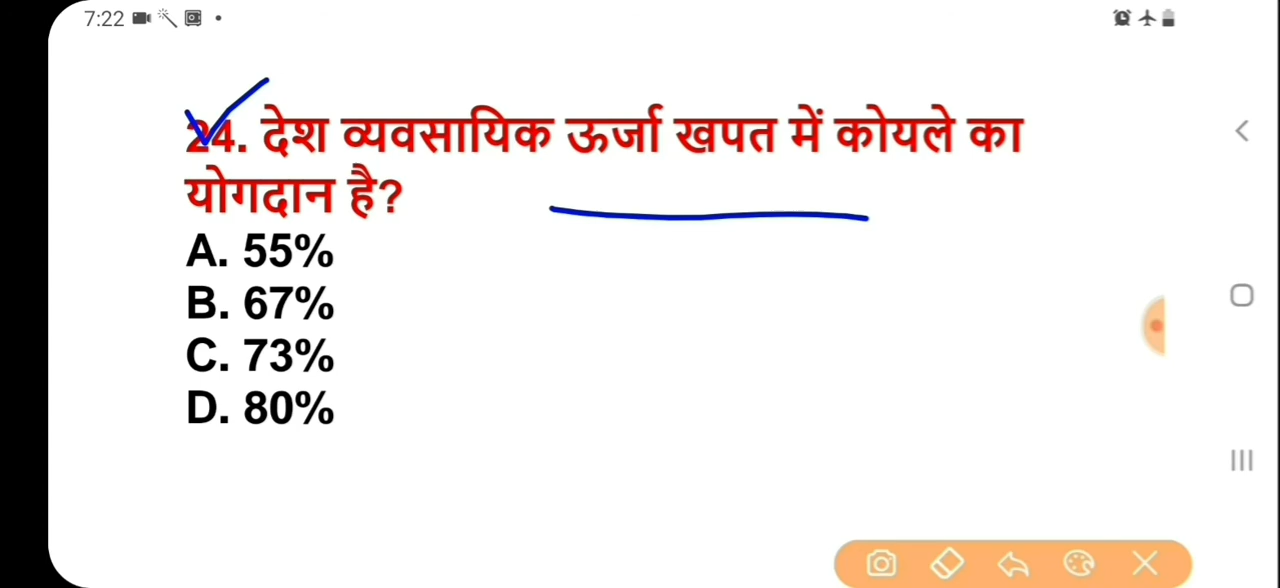 7:22
24. देश व्यवसायिक ऊर्जा खपत में कोयले का
योगदान है?
A. 55%
B. 67%
C. 73%
D. 80%